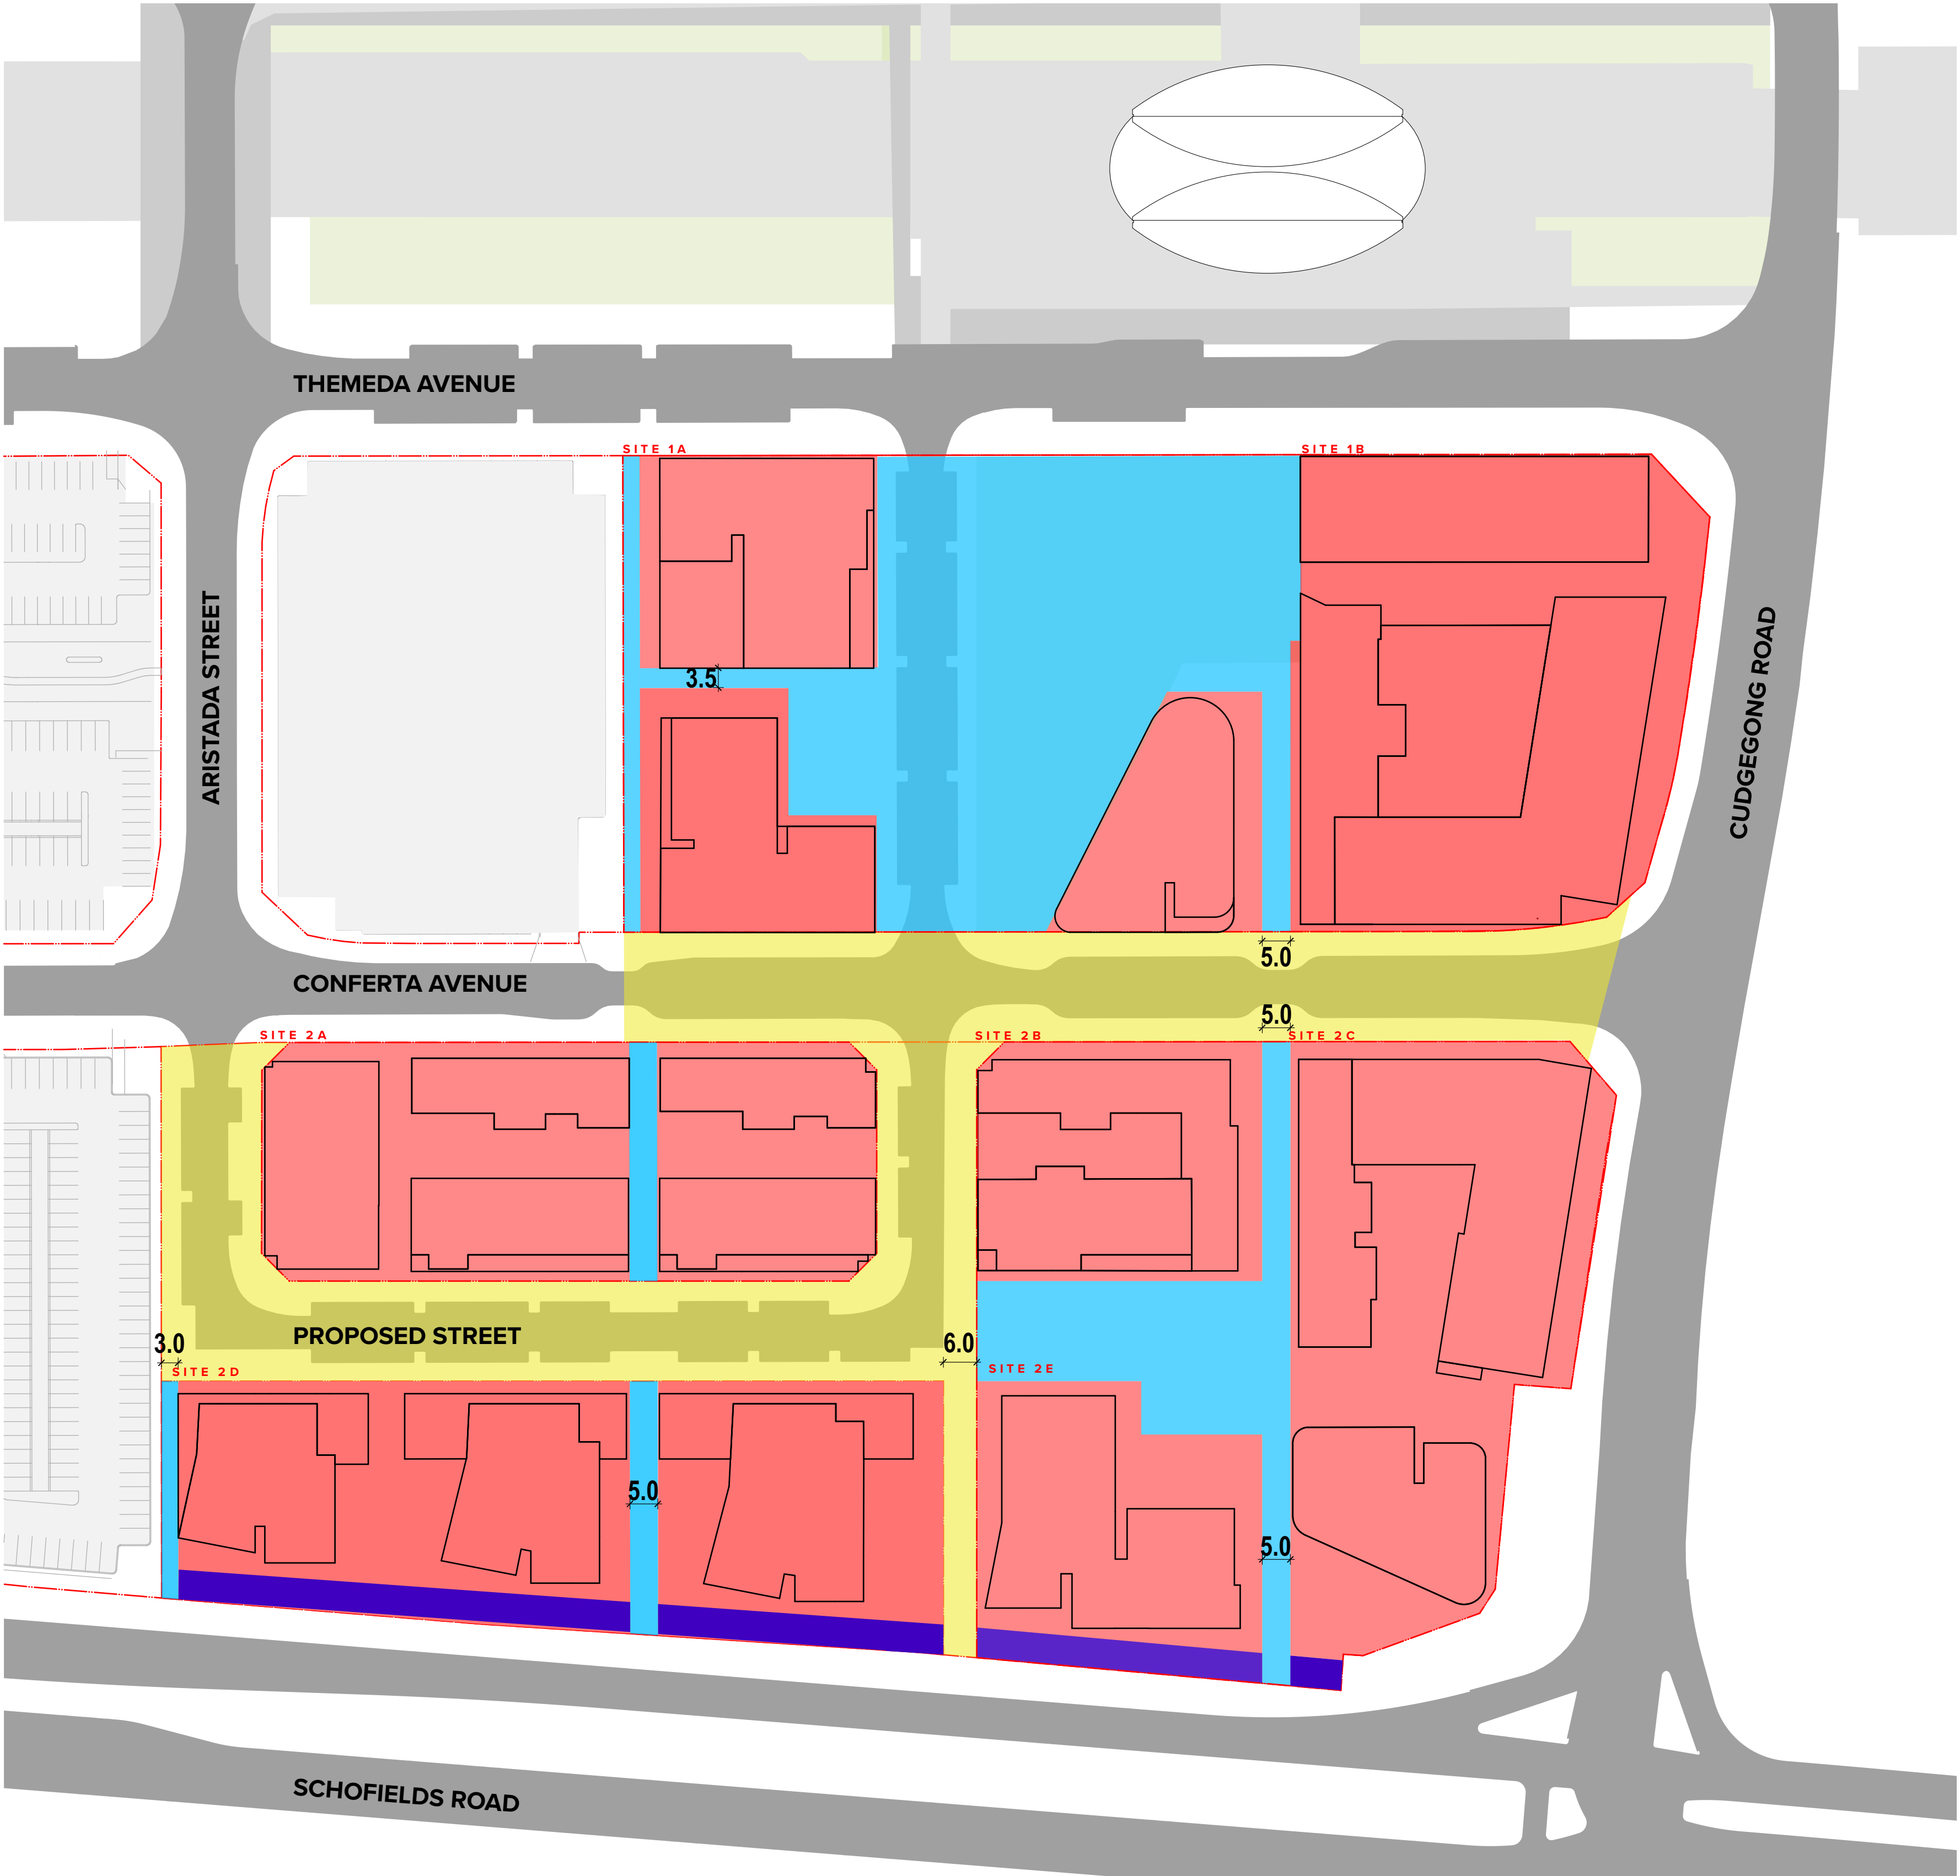 THEMEDA AVENUE
SITE 1A
SITE 1B
ARISTADA STREET
CUDGEGONG ROAD
3.5
5.0
CONFERTA AVENUE
5.0
SITE 2A
SITE 2B
SITE 2C
PROPOSED STREET
3.0
6.0
SITE 2D
SITE 2E
5.0
5.0
SCHOFIELDS ROAD